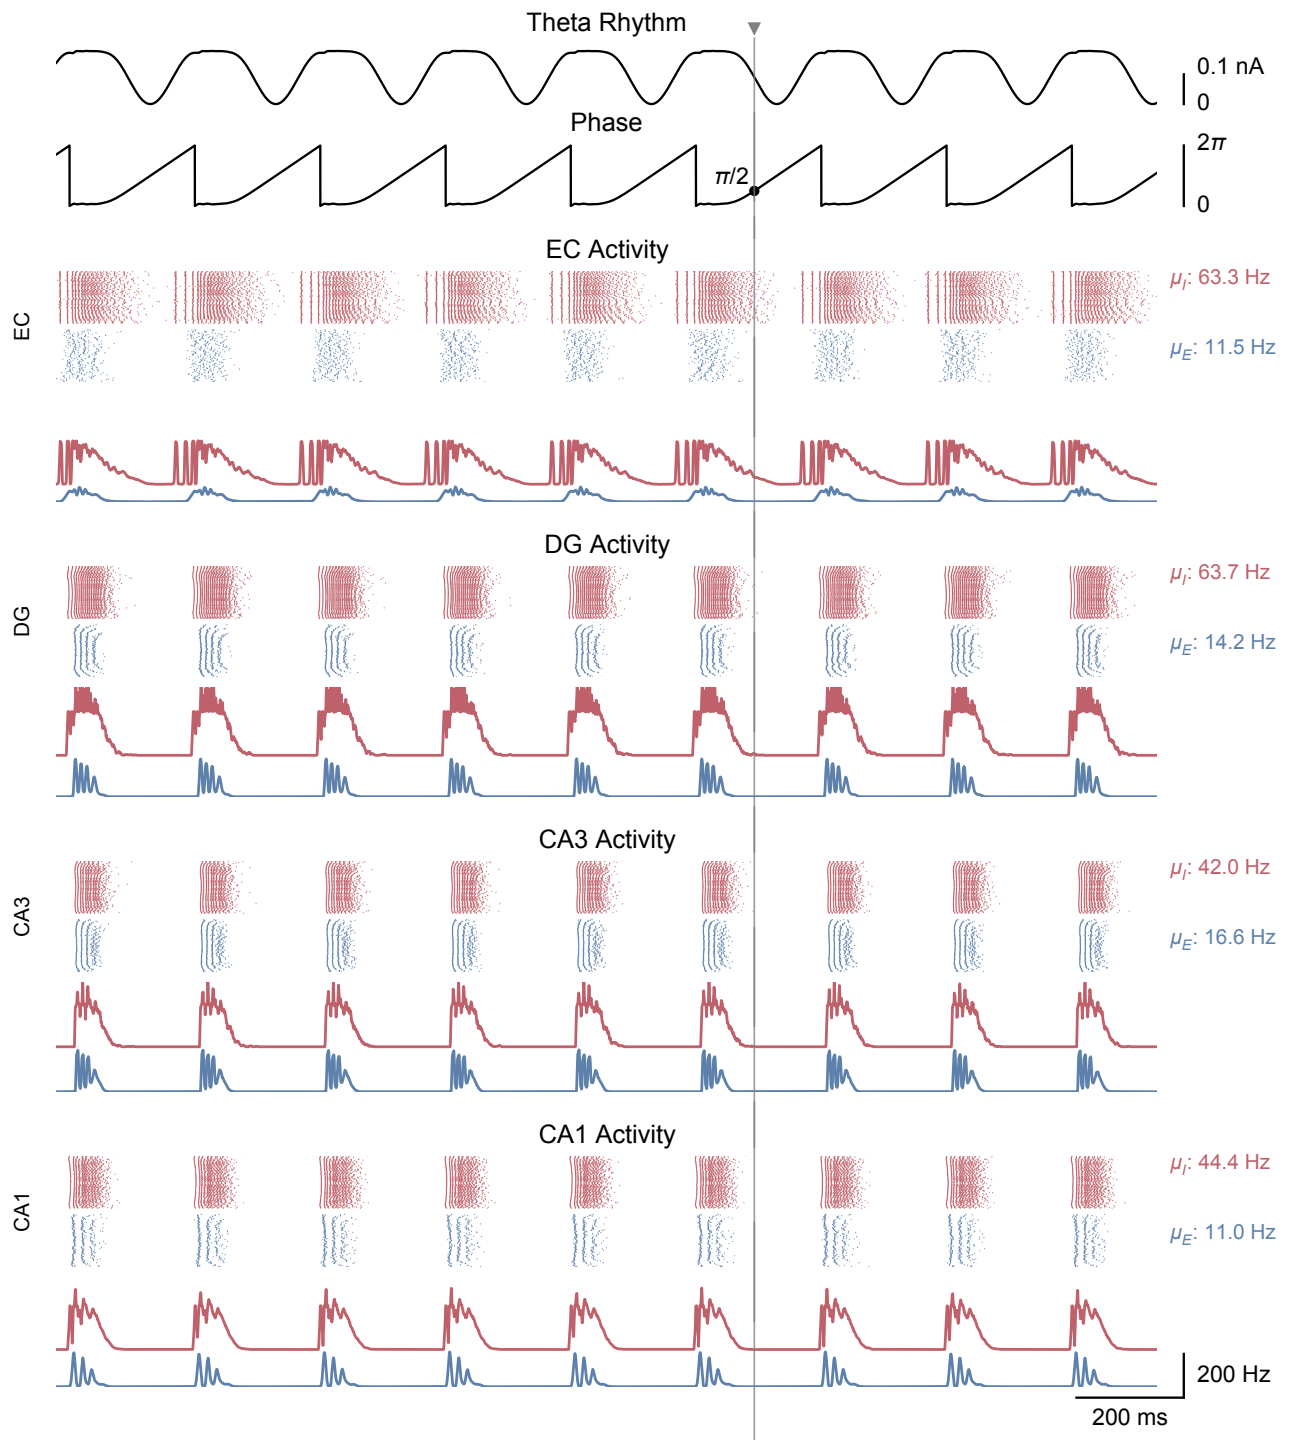 Theta Rhythm
0.1 nA
0
Phase
2π
π/2
0
EC Activity
EC
μI: 63.3 Hz
μE: 11.5 Hz
DG Activity
DG
μI: 63.7 Hz
μE: 14.2 Hz
CA3 Activity
CA3
μI: 42.0 Hz
μE: 16.6 Hz
CA1 Activity
CA1
μI: 44.4 Hz
μE: 11.0 Hz
200 Hz
200 ms